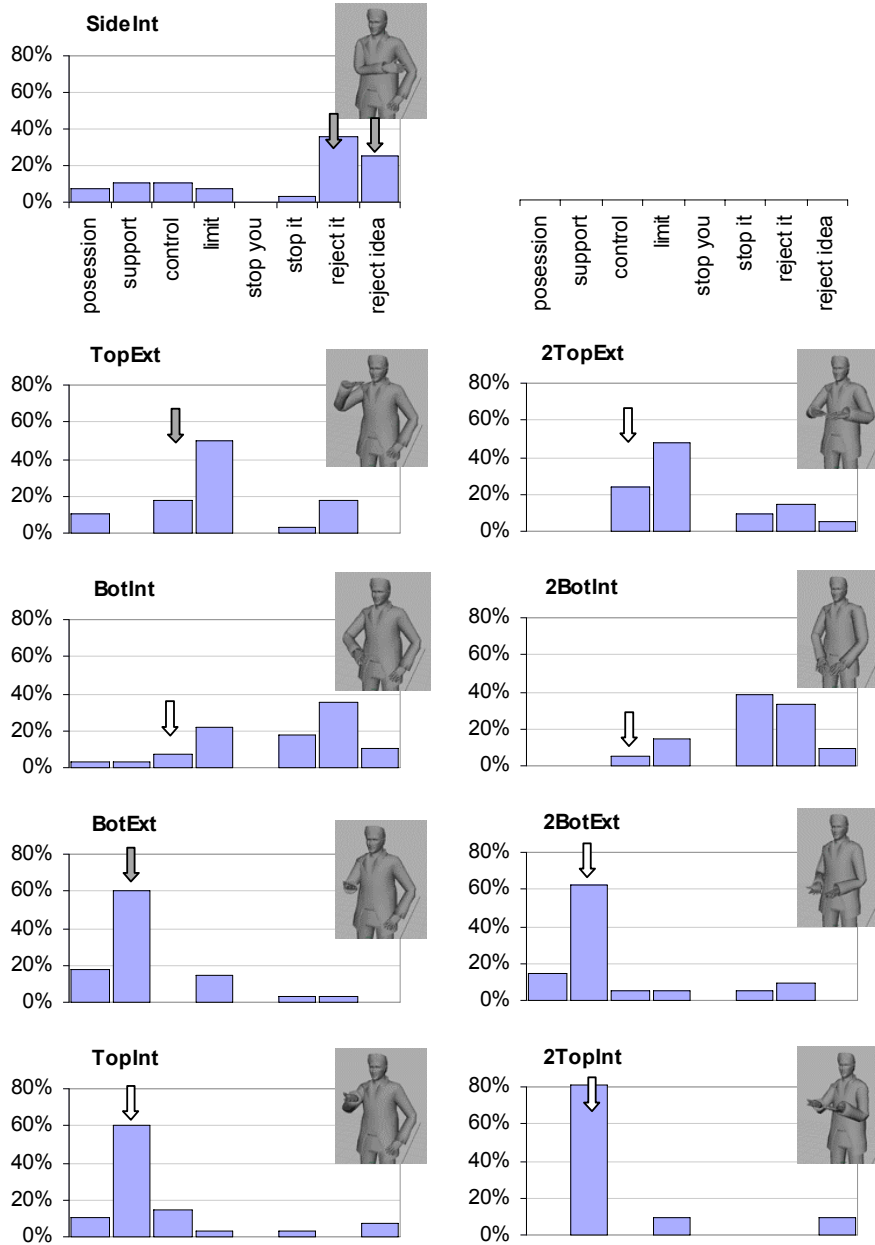 SideInt
80%
60%
40%
20%
0%
posession
support
control
limit
stop you
stop it
reject it
reject idea
posession
support
control
limit
stop you
stop it
reject it
reject idea
TopExt
80%
60%
40%
20%
0%
2TopExt
80%
60%
40%
20%
0%
BotInt
80%
60%
40%
20%
0%
2BotInt
80%
60%
40%
20%
0%
BotExt
80%
60%
40%
20%
0%
2BotExt
80%
60%
40%
20%
0%
TopInt
80%
60%
40%
20%
0%
2TopInt
80%
60%
40%
20%
0%